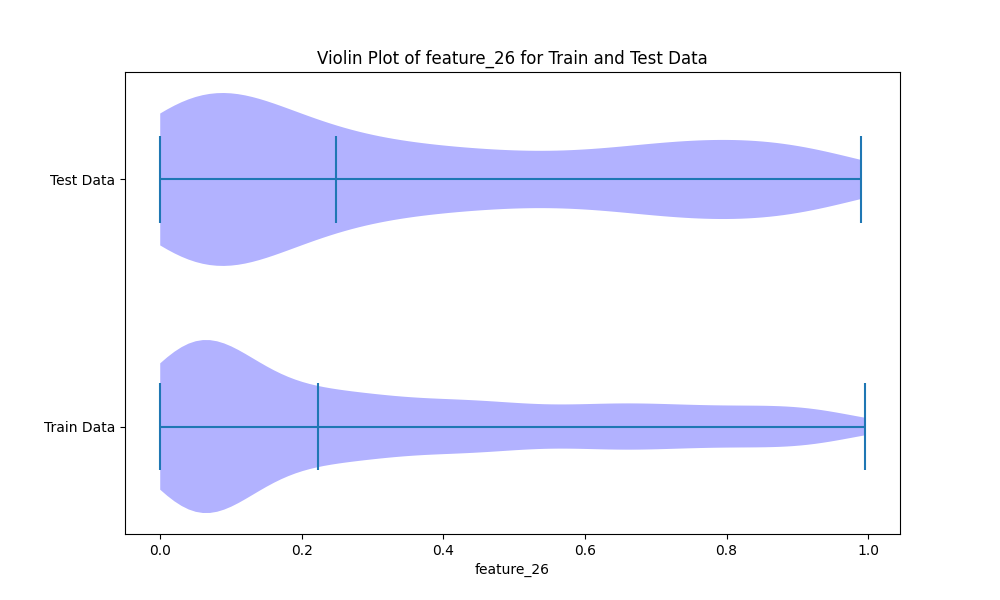 Violin Plot of feature_26 for Train and Test Data
Test Data
Train Data
0.0 0.2 0.4 0.6 0.8 1.0
feature_26